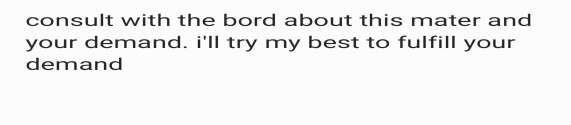 consult with the bord about this mater and
your demand. i'll try my best to fulfill your
demand